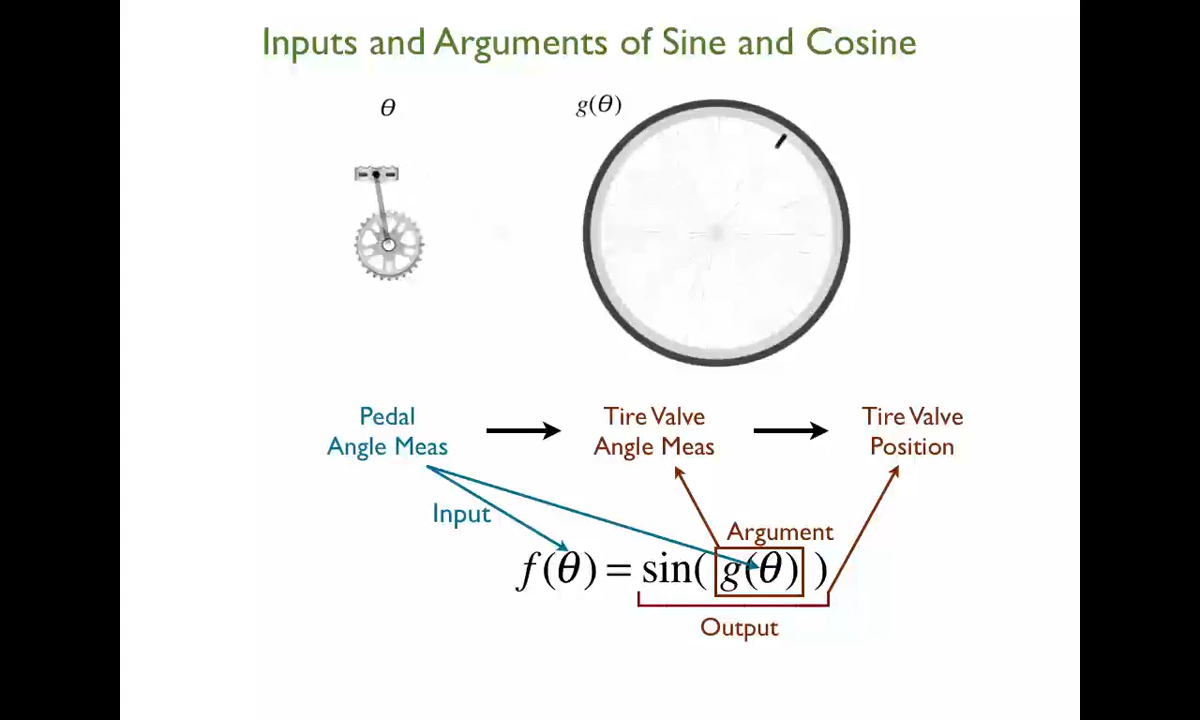 Inputs and Arguments of Sine and Cosine
θ
g(θ)
Pedal
Angle Meas
Tire Valve
Angle Meas
Tire Valve
Position
Input
Argument
f(θ) = sin( g(θ) )
Output